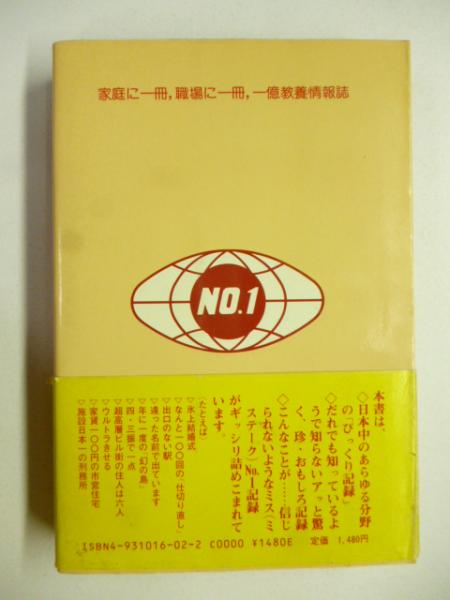 家庭に一冊，職場に一冊，一億教養情報誌
NO.1
本書は、
◇日本中のあらゆる分野
の「びっくり記録」
◇だれでも知っているよ
うで知らないアッと驚
く、珍・おもしろ記録
◇こんなことが……信じ
られないようなミス(ミ
ステーク)No.1記録
がギッシリ詰めこまれて
います。
(たとえば)
▽氷上結婚式
▽なんと一〇〇回の「仕切り直し」
▽出口のない駅
▽違った名前で出ています
▽年に一度の「幻の島」
▽四・三振で一点
▽超高層ビル街の住人は六人
▽ウルトラきせる
▽家賃一〇〇円の市営住宅
▽施設日本一の刑務所
ISBN4-931016-02-2 C0000 ¥1480E
定価 1,480円